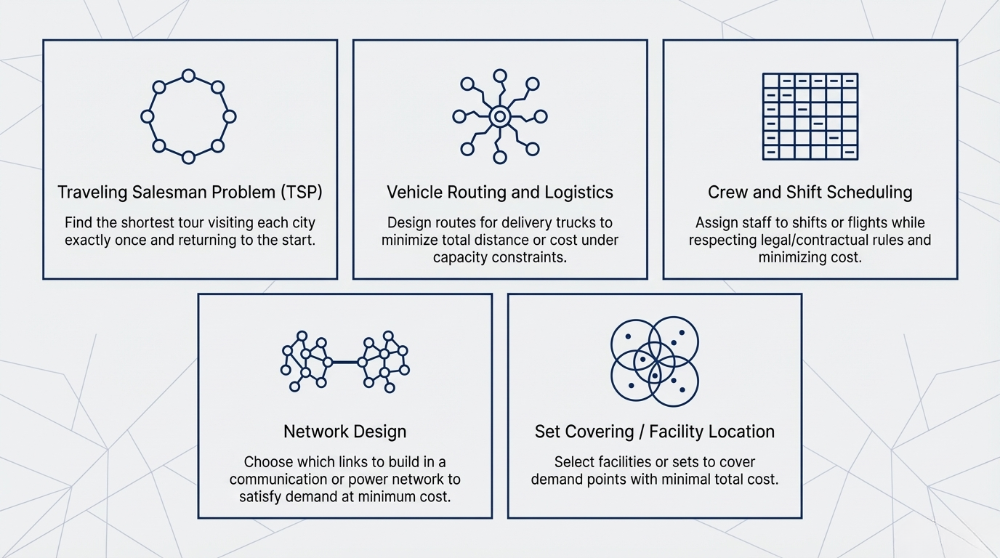 Traveling Salesman Problem (TSP)
Find the shortest tour visiting each city
exactly once and returning to the start.
Vehicle Routing and Logistics
Design routes for delivery trucks to
minimize total distance or cost under
capacity constraints.
Crew and Shift Scheduling
Assign staff to shifts or flights while
respecting legal/contractual rules and
minimizing cost.
Network Design
Choose which links to build in a
communication or power network to
satisfy demand at minimum cost.
Set Covering / Facility Location
Select facilities or sets to cover
demand points with minimal total cost.